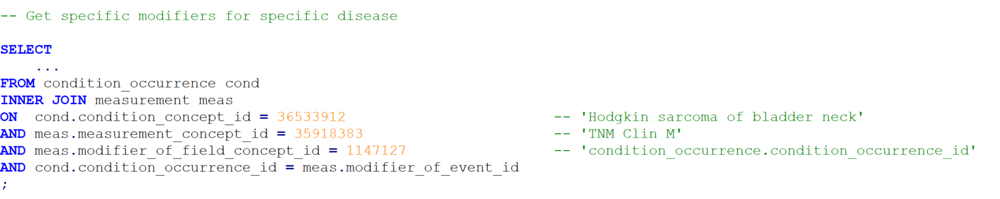 -- Get specific modifiers for specific disease
SELECT
...
FROM condition_occurrence cond
INNER JOIN measurement meas
ON cond.condition_concept_id = 36533912 -- 'Hodgkin sarcoma of bladder neck'
AND meas.measurement_concept_id = 35918383 -- 'TNM Clin M'
AND meas.modifier_of_field_concept_id = 1147127 -- 'condition_occurrence.condition_occurrence_id'
AND cond.condition_occurrence_id = meas.modifier_of_event_id
;